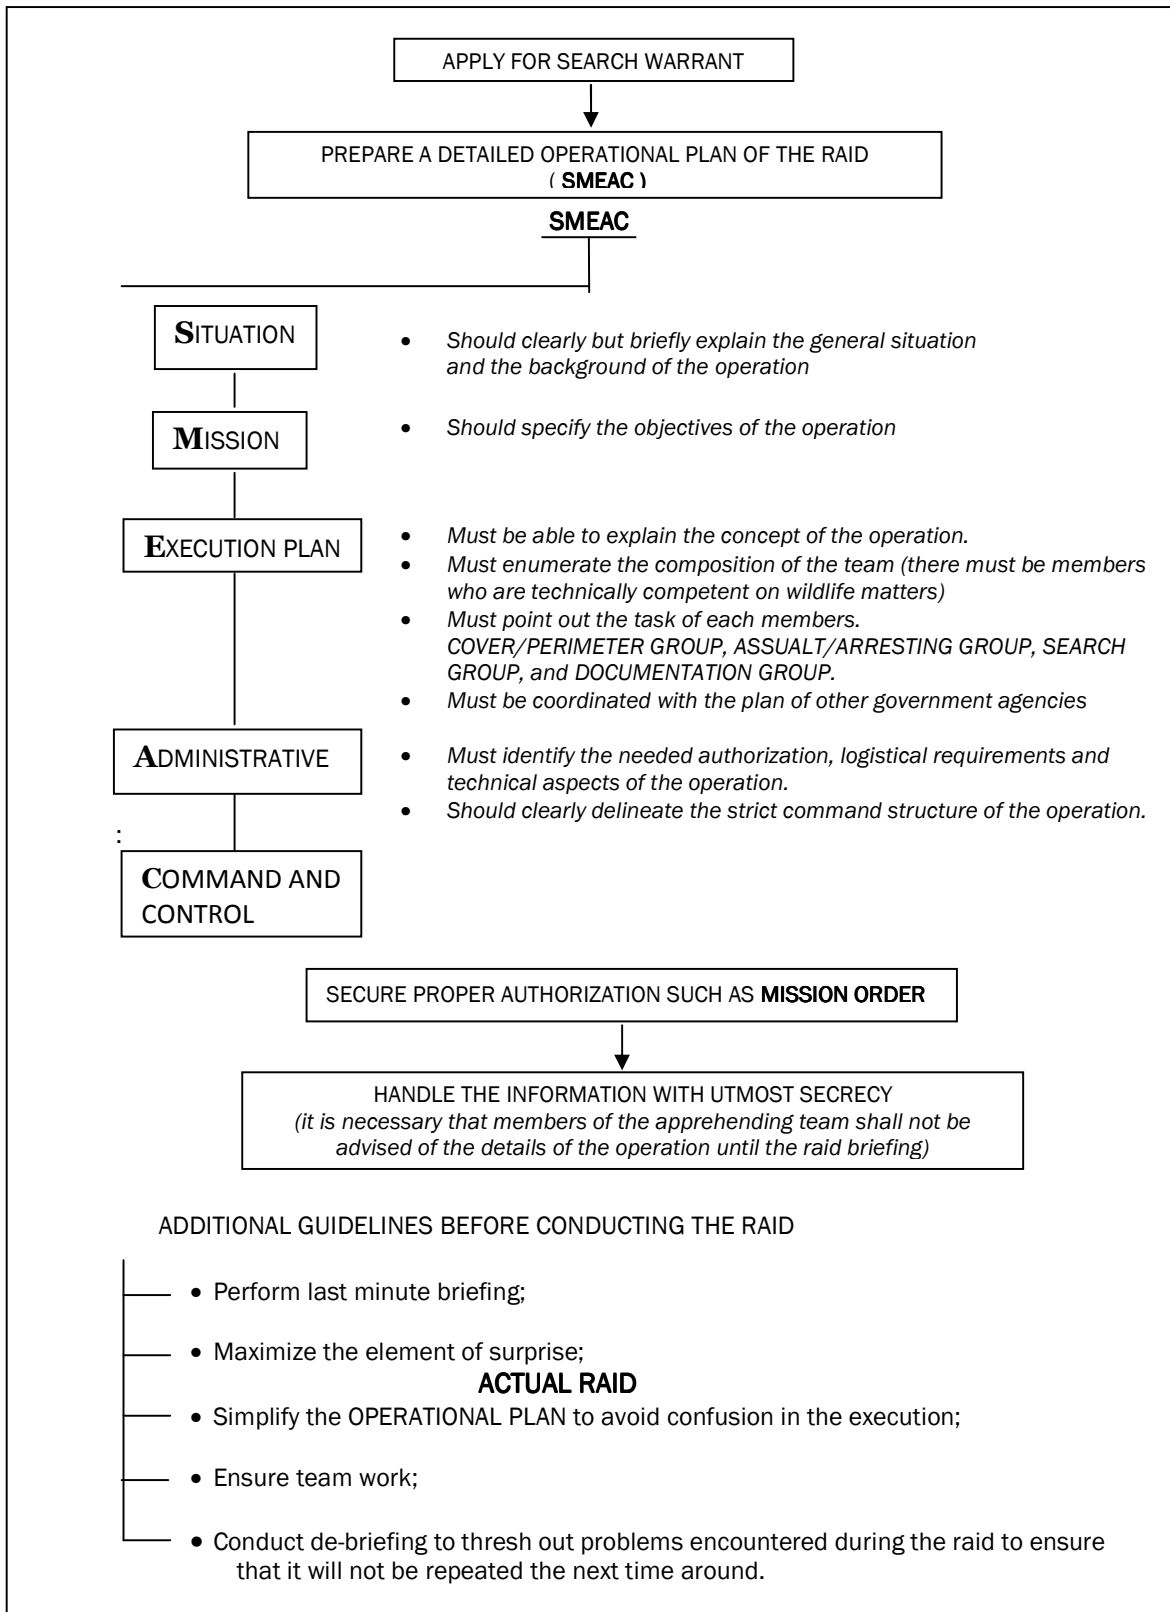 APPLY FOR SEARCH WARRANT
PREPARE A DETAILED OPERATIONAL PLAN OF THE RAID
( SMEAC )
SMEAC
SITUATION
• Should clearly but briefly explain the general situation
and the background of the operation
MISSION
• Should specify the objectives of the operation
EXECUTION PLAN
• Must be able to explain the concept of the operation.
• Must enumerate the composition of the team (there must be members
who are technically competent on wildlife matters)
• Must point out the task of each members.
COVER/PERIMETER GROUP, ASSUALT/ARRESTING GROUP, SEARCH
GROUP, and DOCUMENTATION GROUP.
• Must be coordinated with the plan of other government agencies
ADMINISTRATIVE
• Must identify the needed authorization, logistical requirements and
technical aspects of the operation.
• Should clearly delineate the strict command structure of the operation.
:
COMMAND AND
CONTROL
SECURE PROPER AUTHORIZATION SUCH AS MISSION ORDER
HANDLE THE INFORMATION WITH UTMOST SECRECY
(it is necessary that members of the apprehending team shall not be
advised of the details of the operation until the raid briefing)
ADDITIONAL GUIDELINES BEFORE CONDUCTING THE RAID
• Perform last minute briefing;
• Maximize the element of surprise;
ACTUAL RAID
• Simplify the OPERATIONAL PLAN to avoid confusion in the execution;
• Ensure team work;
• Conduct de-briefing to thresh out problems encountered during the raid to ensure
that it will not be repeated the next time around.